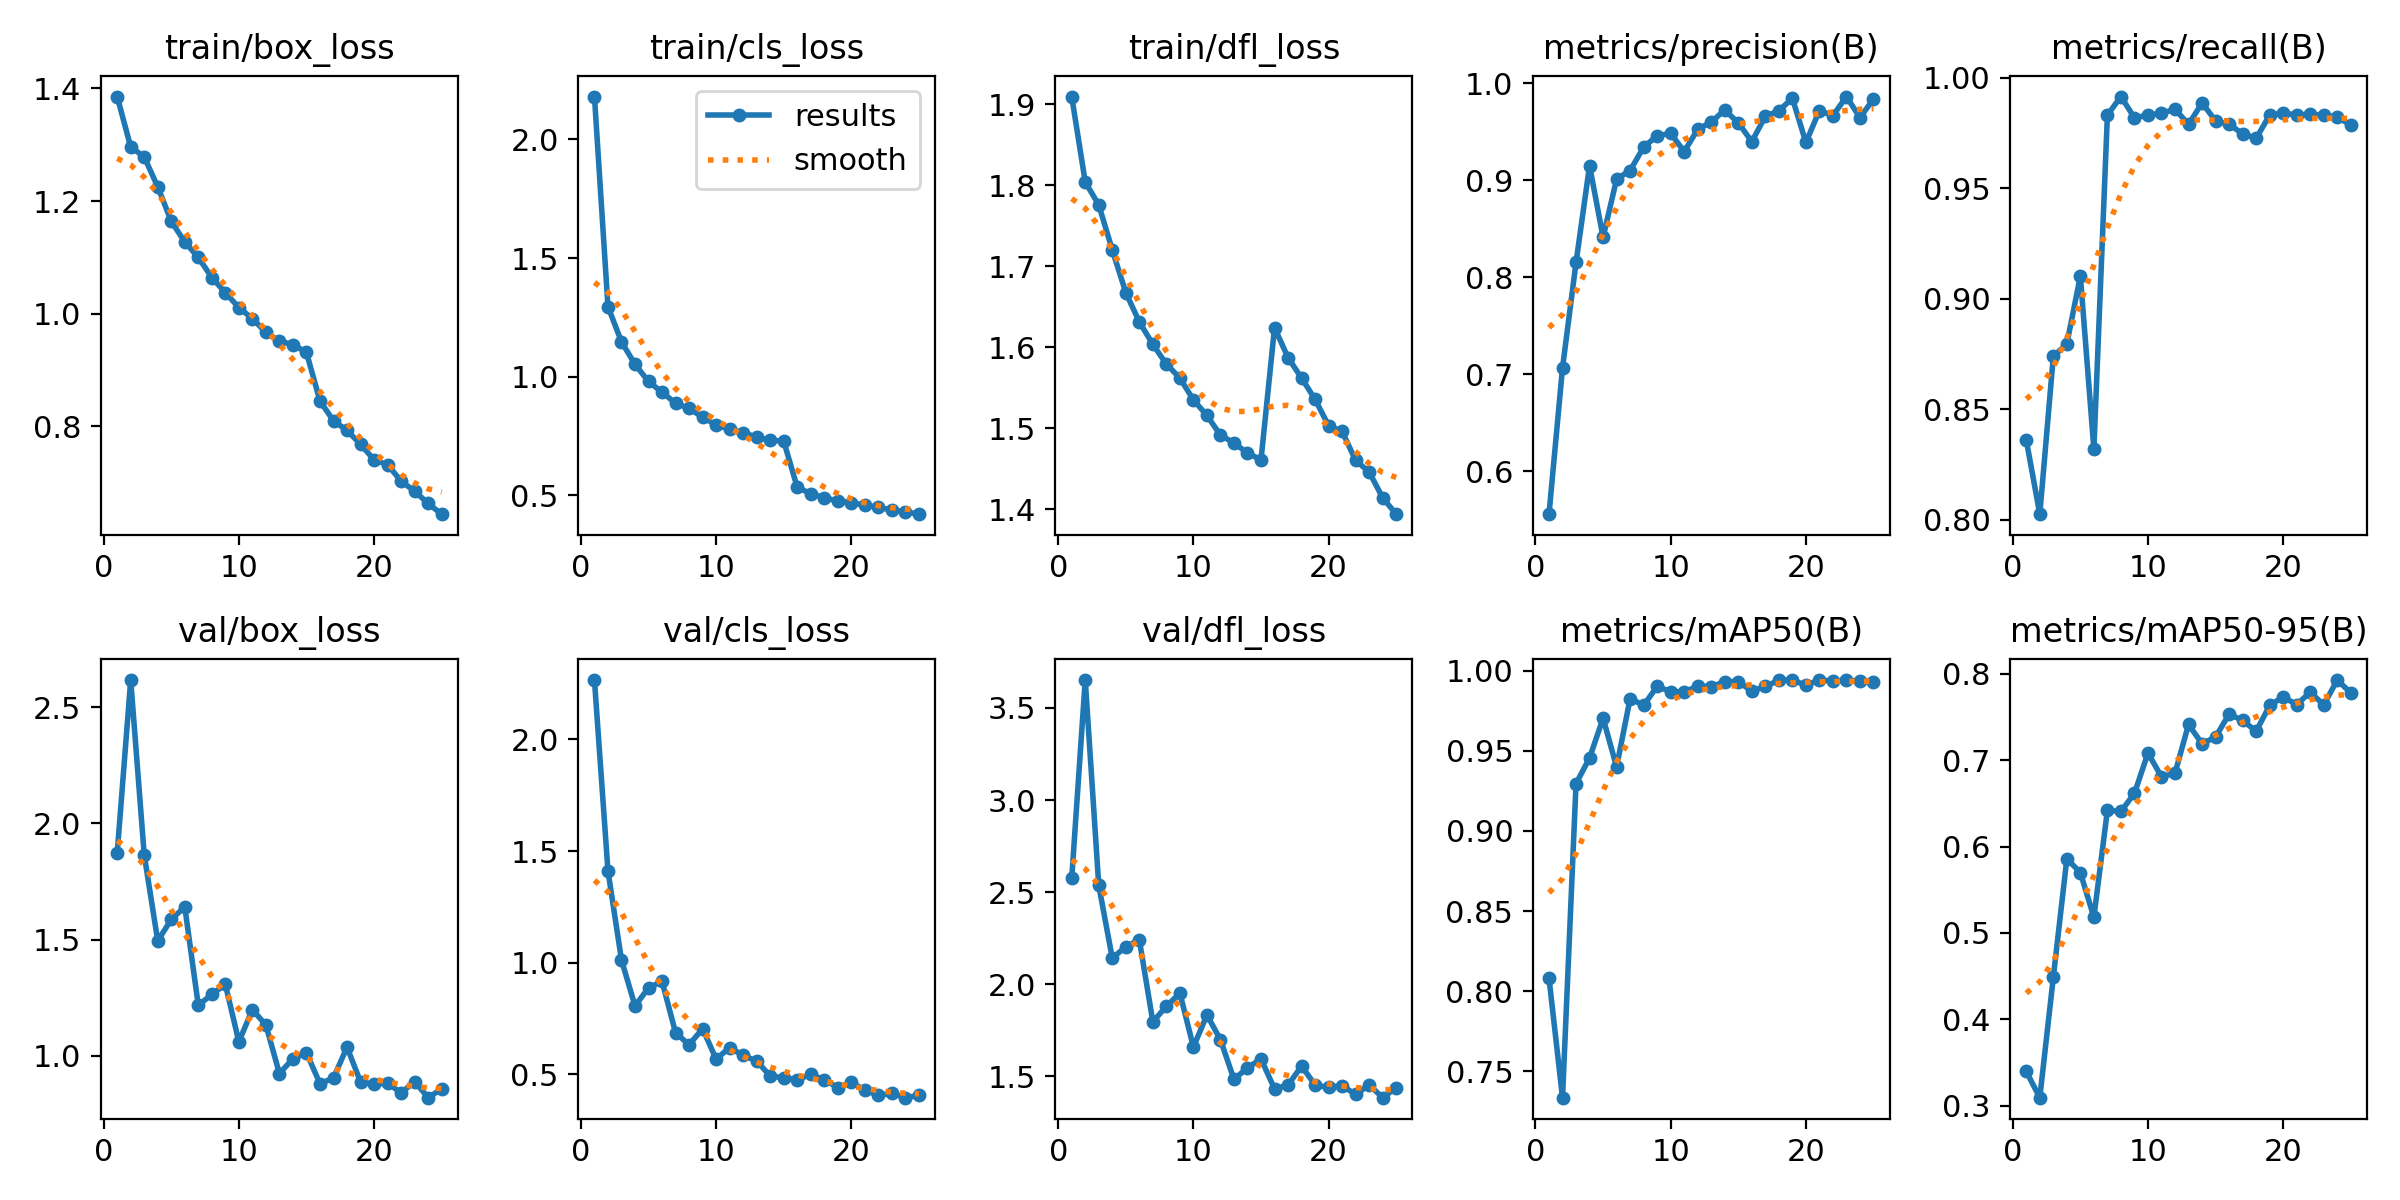 train/box_loss
train/cls_loss
train/dfl_loss
metrics/precision(B)
metrics/recall(B)
1.4
1.2
1.0
0.8
0 10 20
2.0
1.5
1.0
0.5
0 10 20
results
smooth
1.9
1.8
1.7
1.6
1.5
1.4
0 10 20
1.0
0.9
0.8
0.7
0.6
0 10 20
1.00
0.95
0.90
0.85
0.80
0 10 20
val/box_loss
val/cls_loss
val/dfl_loss
metrics/mAP50(B)
metrics/mAP50-95(B)
2.5
2.0
1.5
1.0
0 10 20
2.0
1.5
1.0
0.5
0 10 20
3.5
3.0
2.5
2.0
1.5
0 10 20
1.00
0.95
0.90
0.85
0.80
0.75
0 10 20
0.8
0.7
0.6
0.5
0.4
0.3
0 10 20